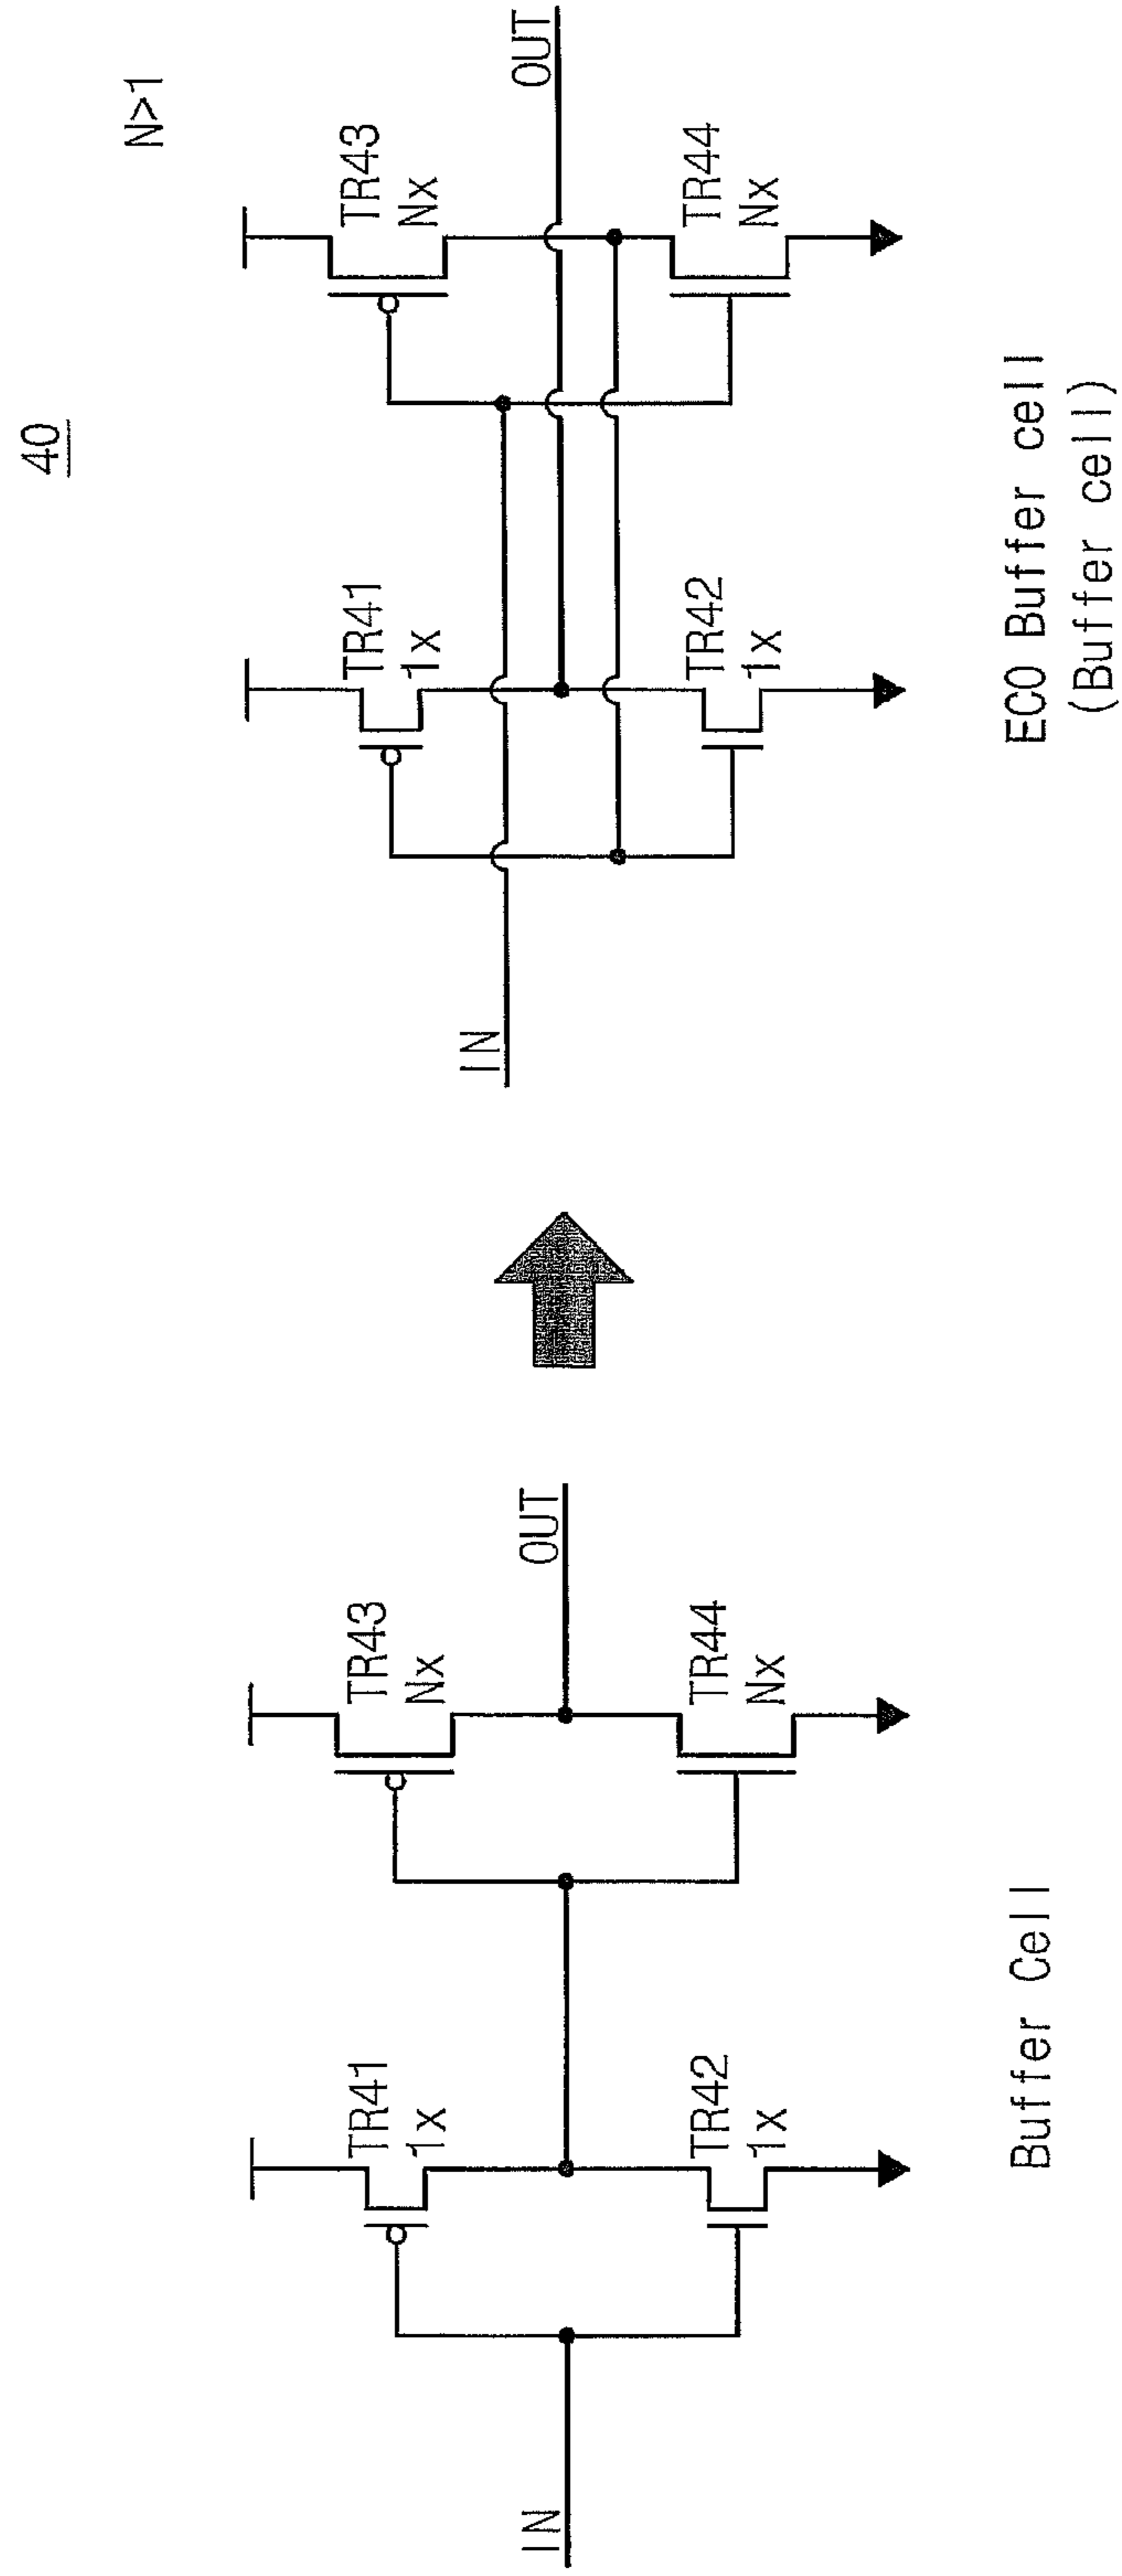 40
N>1
IN
TR41
1x
TR42
1x
TR43
Nx
TR44
Nx
OUT
Buffer Cell
IN
TR41
1x
TR42
1x
TR43
Nx
TR44
Nx
OUT
ECO Buffer cell
(Buffer cell)